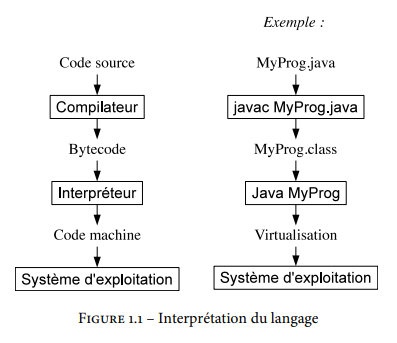 Exemple :
Code source
MyProg.java
Compilateur
javac MyProg.java
Bytecode
MyProg.class
Interpréteur
Java MyProg
Code machine
Virtualisation
Système d'exploitation
Système d'exploitation
FIGURE 1.1 – Interprétation du langage